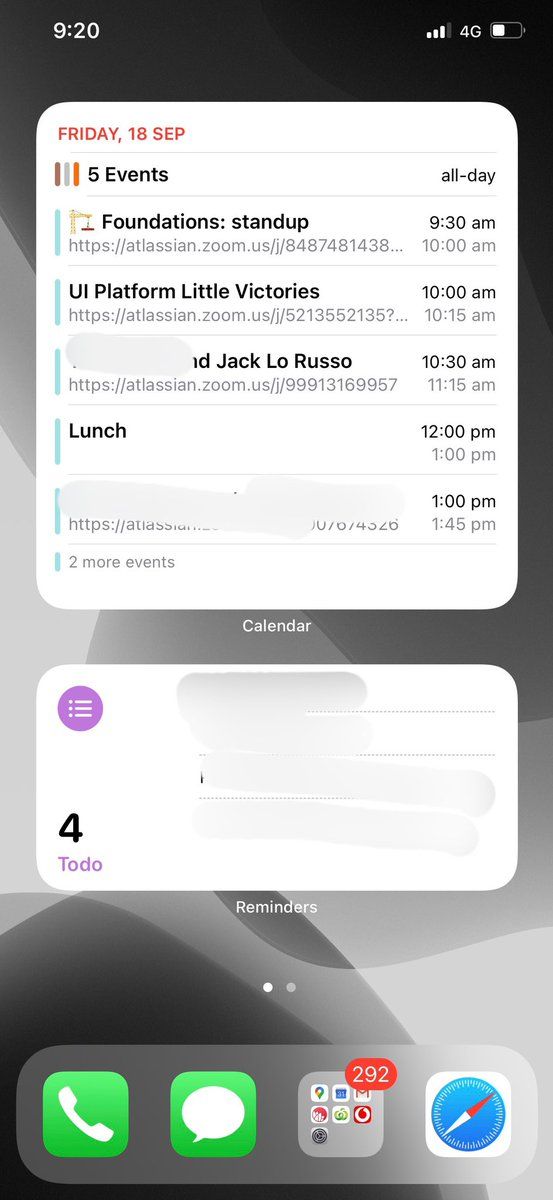 9:20
4G
FRIDAY, 18 SEP
5 Events all-day
Foundations: standup 9:30 am
https://atlassian.zoom.us/j/8487481438... 10:00 am
UI Platform Little Victories 10:00 am
https://atlassian.zoom.us/j/5213552135?... 10:15 am
nd Jack Lo Russo 10:30 am
https://atlassian.zoom.us/j/99913169957 11:15 am
Lunch 12:00 pm
1:00 pm
1:00 pm
https://atlassian 1:45 pm
2 more events
Calendar
4
Todo
Reminders
292